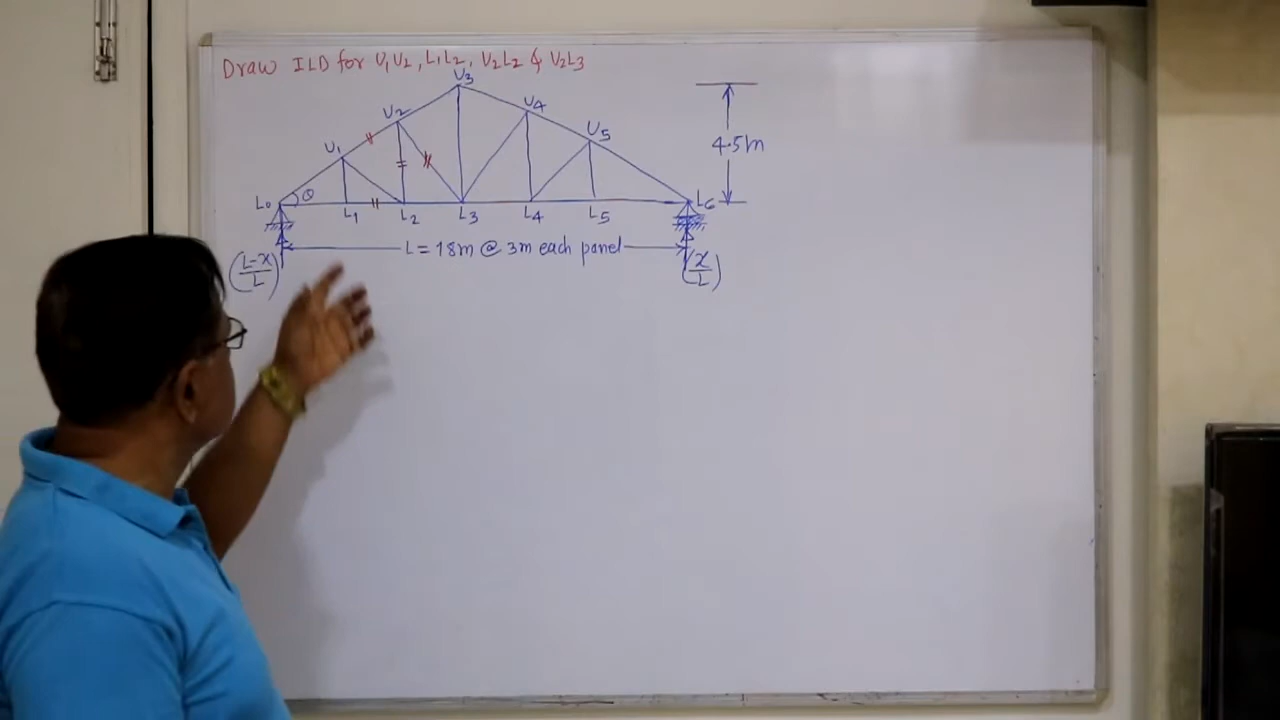 Draw ILD for U1U2, L1L2, U2L2 & U2L3
U3
U2
U4
U1
U5
4.5m
L0
θ
L1
L2
L3
L4
L5
L6
L = 18m @ 3m each panel
(L-x/L)
(x/L)